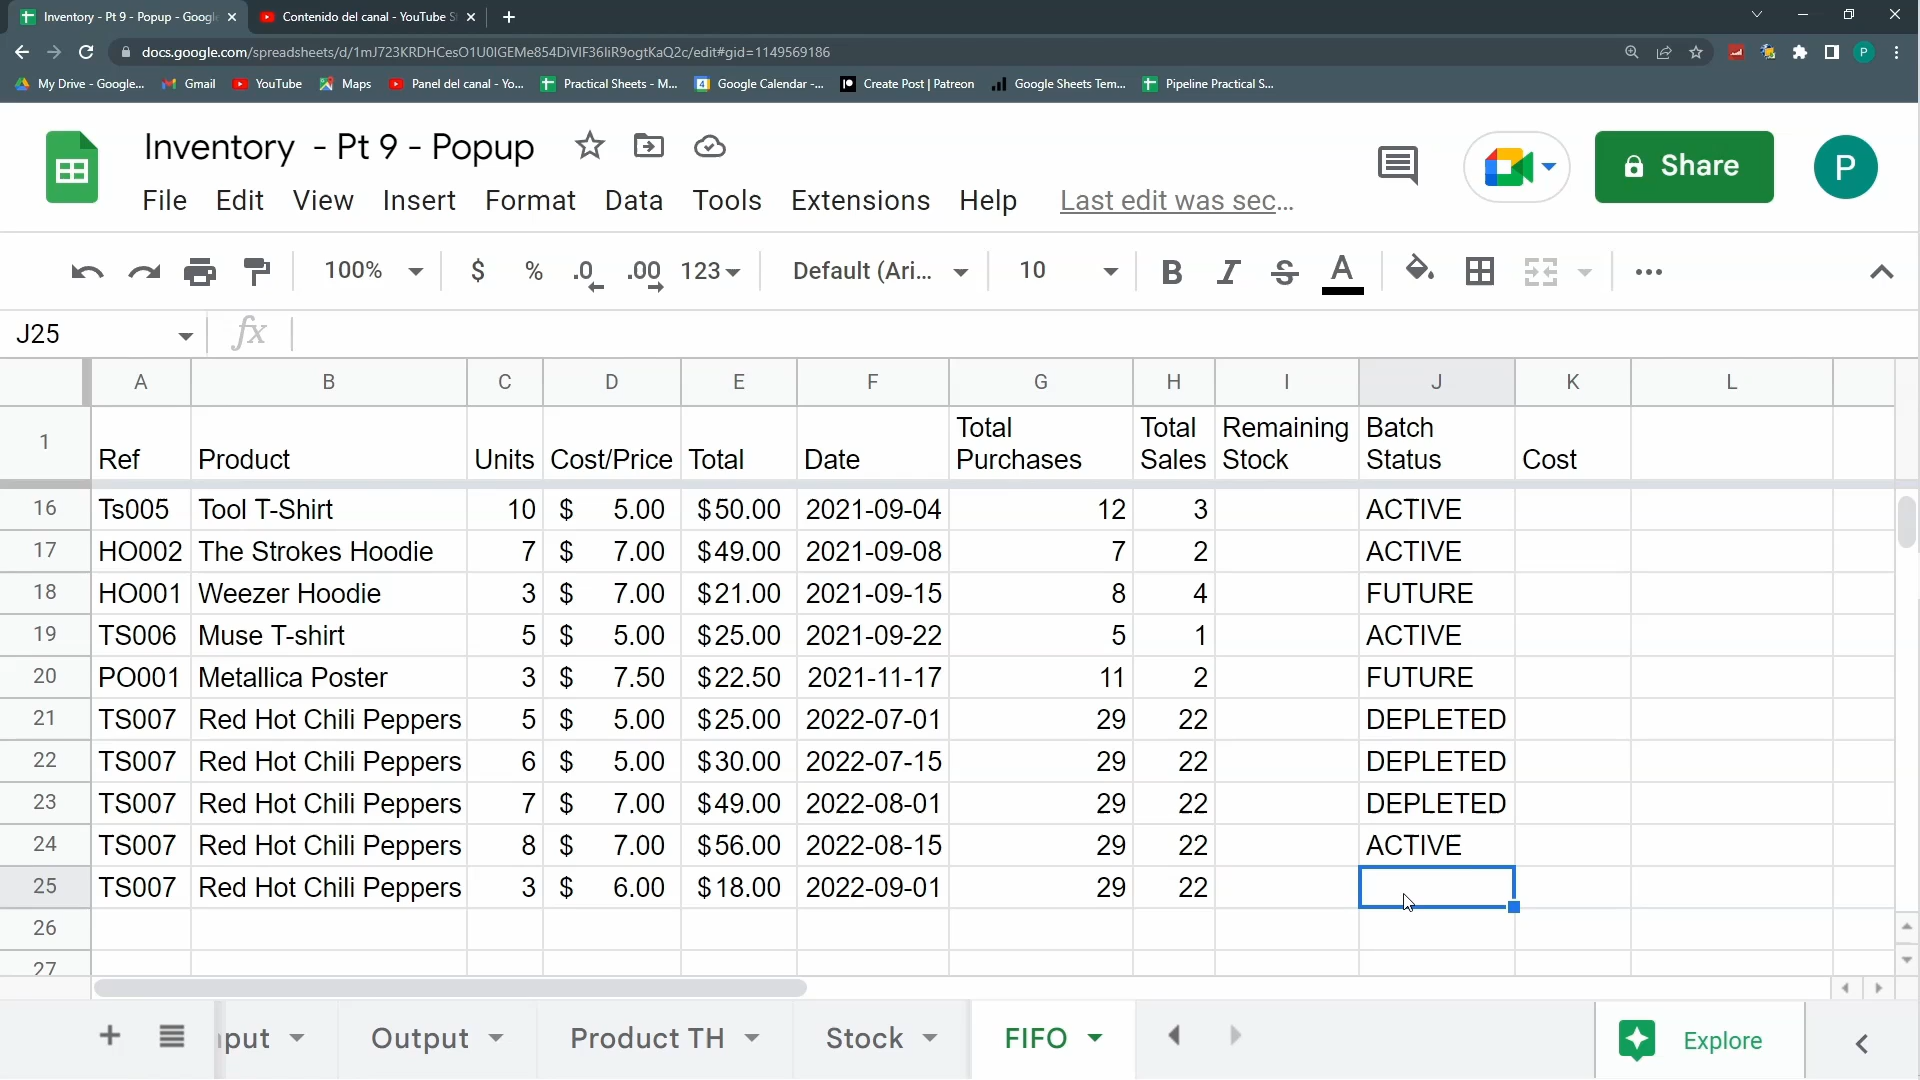 Inventory - Pt 9 - Popup - Google
Contenido del canal - YouTube S
docs.google.com/spreadsheets/d/1mJ723KRDHCesO1U0IGEMe854DiVIF36IiR9ogtKaQ2c/edit#gid=1149569186
My Drive - Google... Gmail YouTube Maps Panel del canal - Yo... Practical Sheets - M... Google Calendar -... Create Post | Patreon Google Sheets Tem... Pipeline Practical S...
Inventory - Pt 9 - Popup
Share
P
File Edit View Insert Format Data Tools Extensions Help Last edit was sec...
100% $ % .0 .00 123 Default (Ari... 10 B I S A
J25 fx
A B C D E F G H I J K L
1 Ref Product Units Cost/Price Total Date Total Purchases Total Sales Remaining Stock Batch Status Cost
16 Ts005 Tool T-Shirt 10 $ 5.00 $50.00 2021-09-04 12 3 ACTIVE
17 HO002 The Strokes Hoodie 7 $ 7.00 $49.00 2021-09-08 7 2 ACTIVE
18 HO001 Weezer Hoodie 3 $ 7.00 $21.00 2021-09-15 8 4 FUTURE
19 TS006 Muse T-shirt 5 $ 5.00 $25.00 2021-09-22 5 1 ACTIVE
20 PO001 Metallica Poster 3 $ 7.50 $22.50 2021-11-17 11 2 FUTURE
21 TS007 Red Hot Chili Peppers 5 $ 5.00 $25.00 2022-07-01 29 22 DEPLETED
22 TS007 Red Hot Chili Peppers 6 $ 5.00 $30.00 2022-07-15 29 22 DEPLETED
23 TS007 Red Hot Chili Peppers 7 $ 7.00 $49.00 2022-08-01 29 22 DEPLETED
24 TS007 Red Hot Chili Peppers 8 $ 7.00 $56.00 2022-08-15 29 22 ACTIVE
25 TS007 Red Hot Chili Peppers 3 $ 6.00 $18.00 2022-09-01 29 22
26
27
put Output Product TH Stock FIFO Explore